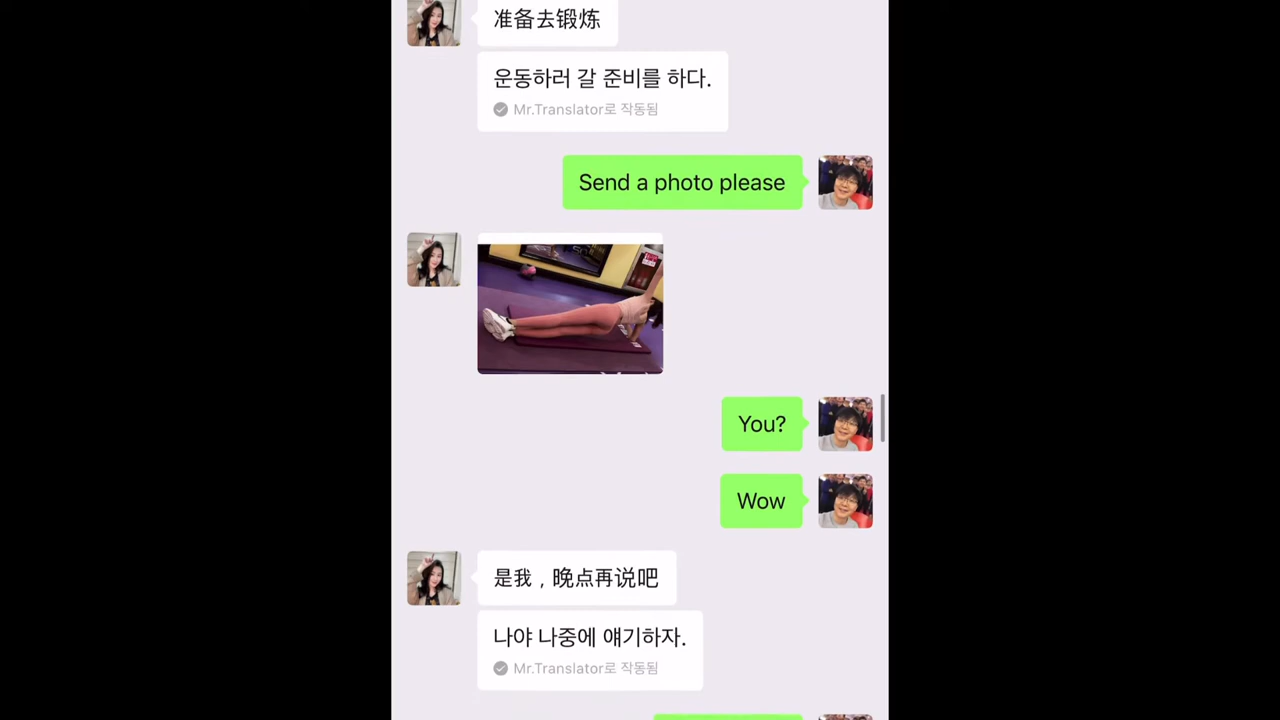 准备去锻炼
운동하러 갈 준비를 하다.
Mr.Translator로 작동됨
Send a photo please
You?
Wow
是我，晚点再说吧
나야 나중에 얘기하자.
Mr.Translator로 작동됨